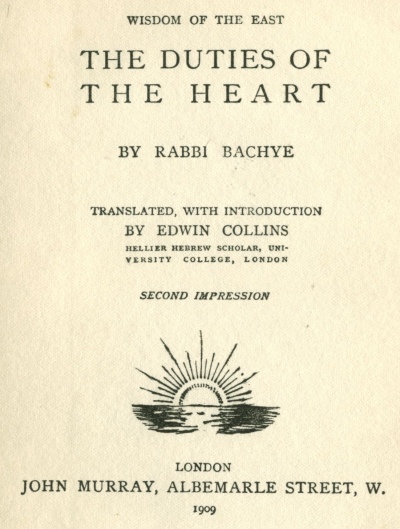 WISDOM OF THE EAST
THE DUTIES OF
THE HEART
BY RABBI BACHYE
TRANSLATED, WITH INTRODUCTION
BY EDWIN COLLINS
HELLIER HEBREW SCHOLAR, UNI-
VERSITY COLLEGE, LONDON
SECOND IMPRESSION
LONDON
JOHN MURRAY, ALBEMARLE STREET, W.
1909